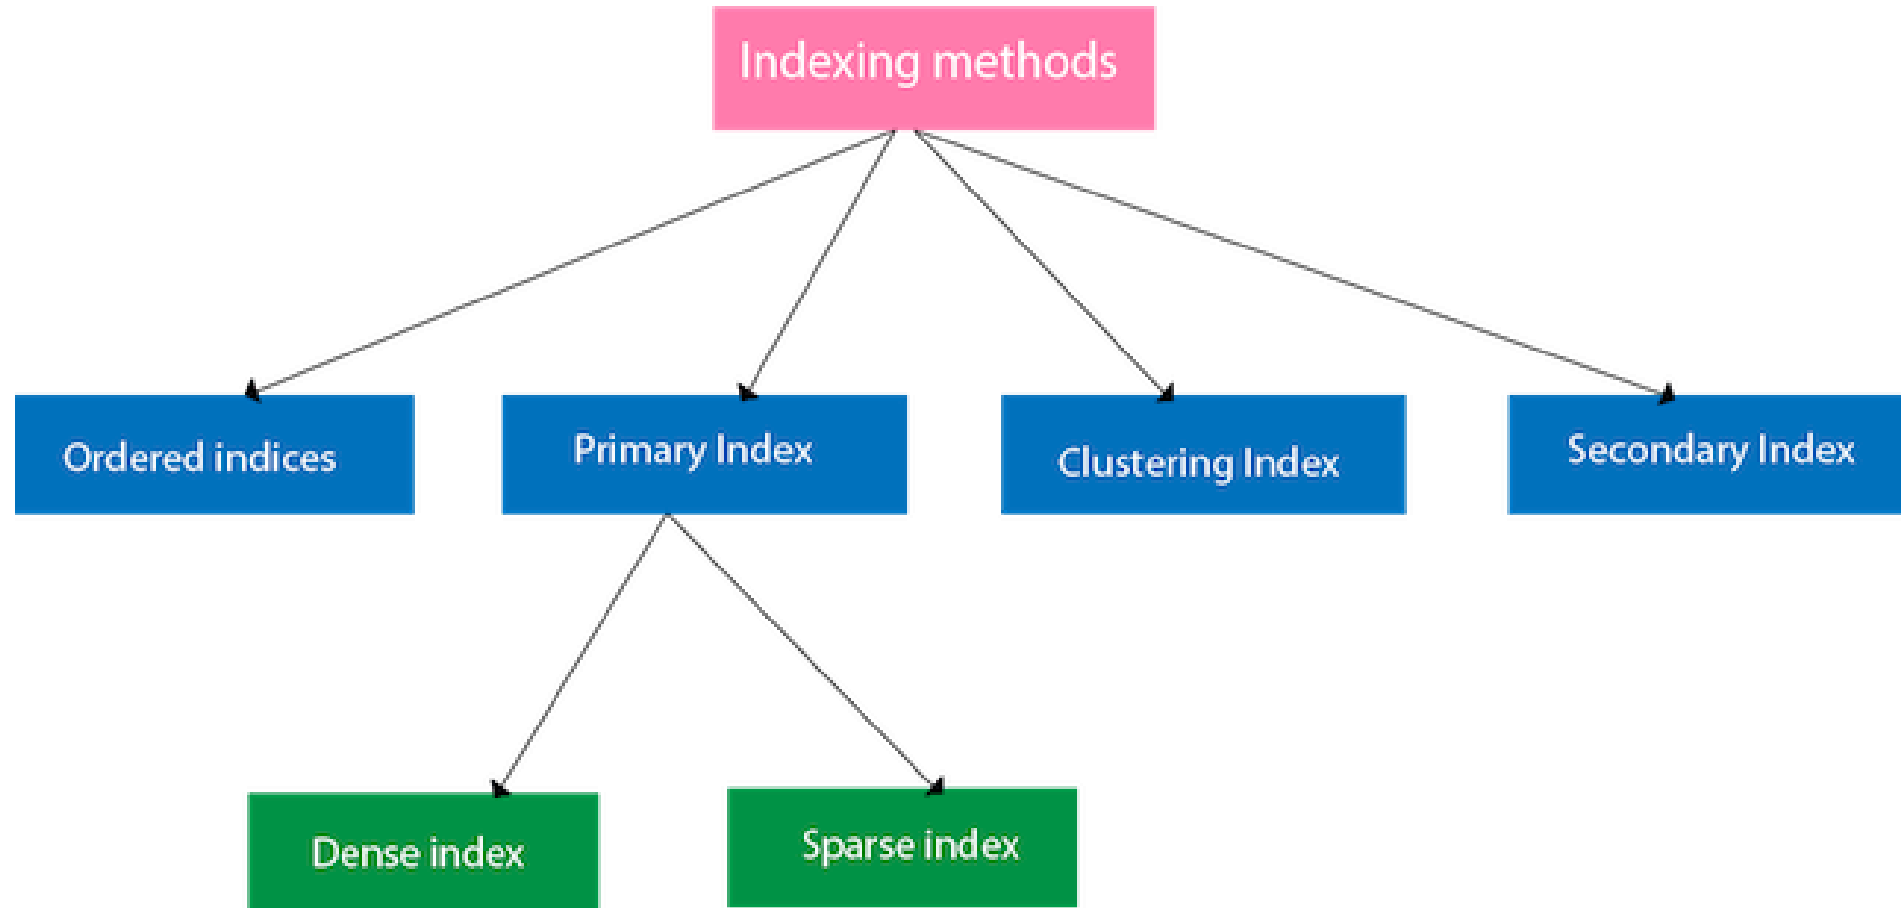 Indexing methods
Ordered indices
Primary Index
Clustering Index
Secondary Index
Dense index
Sparse index